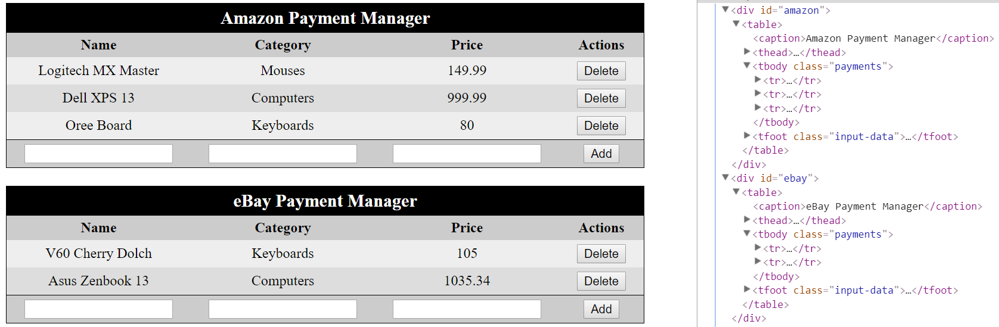 Amazon Payment Manager
Name Category Price Actions
Logitech MX Master Mouses 149.99 Delete
Dell XPS 13 Computers 999.99 Delete
Oree Board Keyboards 80 Delete
Add
eBay Payment Manager
Name Category Price Actions
V60 Cherry Dolch Keyboards 105 Delete
Asus Zenbook 13 Computers 1035.34 Delete
Add
<div id="amazon">
<table>
<caption>Amazon Payment Manager</caption>
<thead>…</thead>
<tbody class="payments">
<tr>…</tr>
<tr>…</tr>
<tr>…</tr>
</tbody>
<tfoot class="input-data">…</tfoot>
</table>
</div>
<div id="ebay">
<table>
<caption>eBay Payment Manager</caption>
<thead>…</thead>
<tbody class="payments">
<tr>…</tr>
<tr>…</tr>
</tbody>
<tfoot class="input-data">…</tfoot>
</table>
</div>